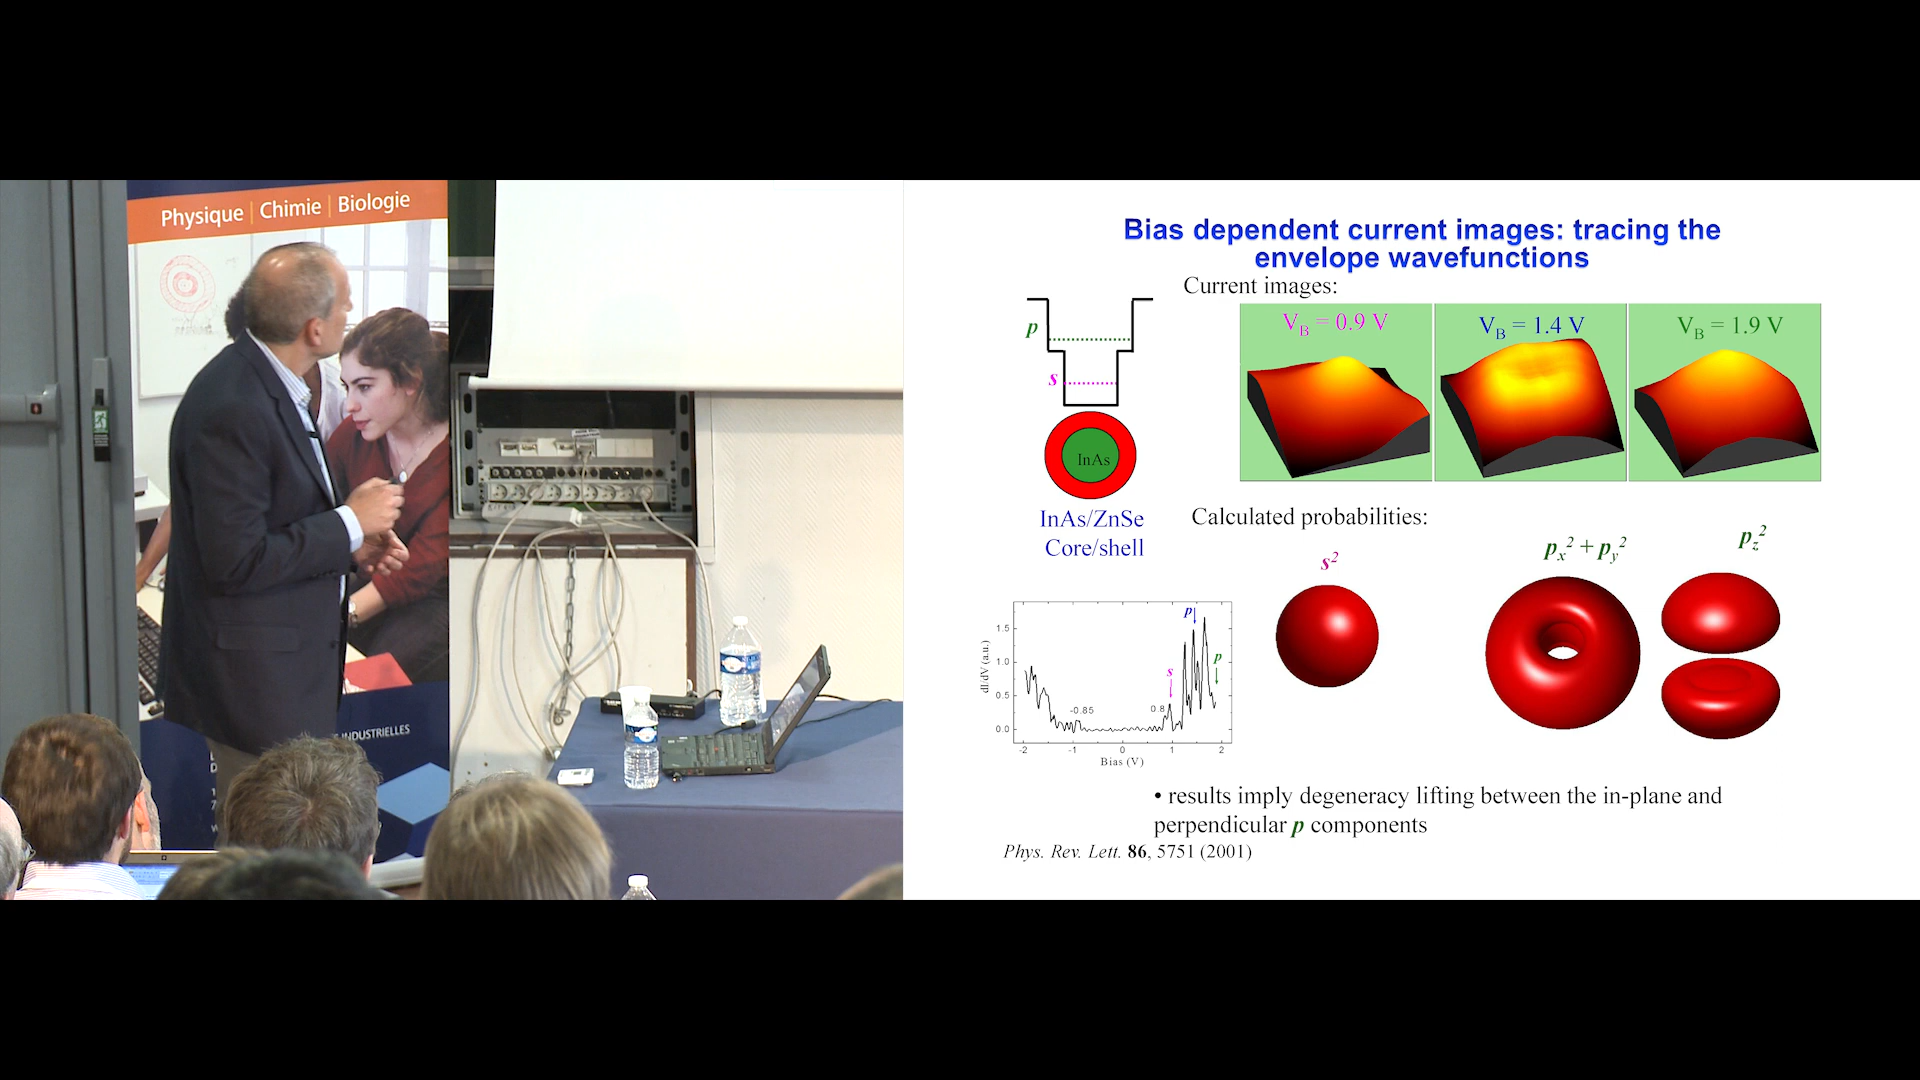 Physique | Chimie | Biologie
INDUSTRIELLES
Bias dependent current images: tracing the
envelope wavefunctions
Current images:
V_B = 0.9 V
V_B = 1.4 V
V_B = 1.9 V
p
s
InAs
InAs/ZnSe
Core/shell
Calculated probabilities:
s²
pₓ² + p_y²
p_z²
dI/dV (a.u.)
1.5
1.0
0.5
0.0
p
s
p
-0.85
0.8
-2 -1 0 1 2
Bias (V)
• results imply degeneracy lifting between the in-plane and
perpendicular p components
Phys. Rev. Lett. 86, 5751 (2001)